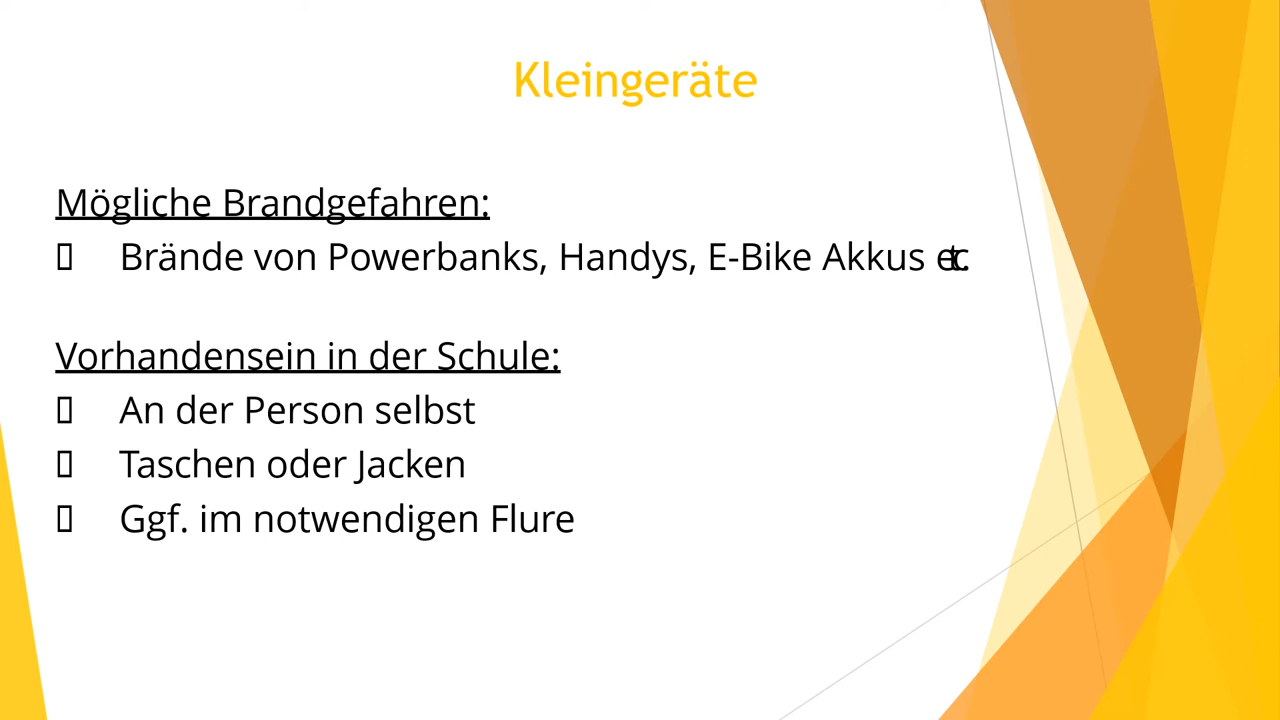 Kleingeräte
Mögliche Brandgefahren:
Brände von Powerbanks, Handys, E-Bike Akkus etc.
Vorhandensein in der Schule:
An der Person selbst
Taschen oder Jacken
Ggf. im notwendigen Flure